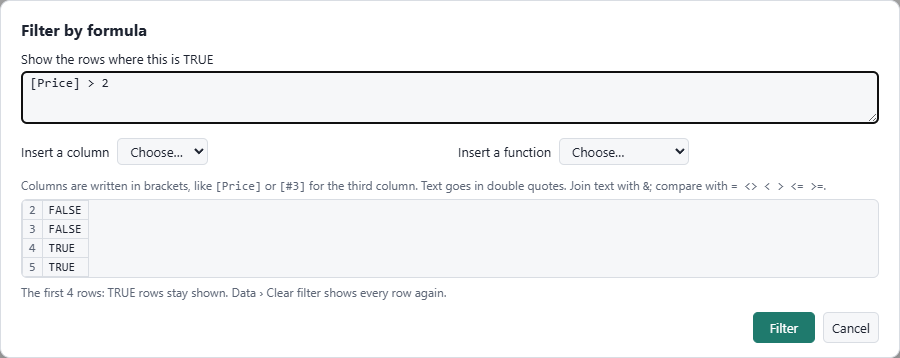 Filter by formula
Show the rows where this is TRUE
[Price] > 2
Insert a column Choose... Insert a function Choose...
Columns are written in brackets, like [Price] or [#3] for the third column. Text goes in double quotes. Join text with &; compare with = <> < > <= >=.
2 FALSE
3 FALSE
4 TRUE
5 TRUE
The first 4 rows: TRUE rows stay shown. Data › Clear filter shows every row again.
Filter Cancel